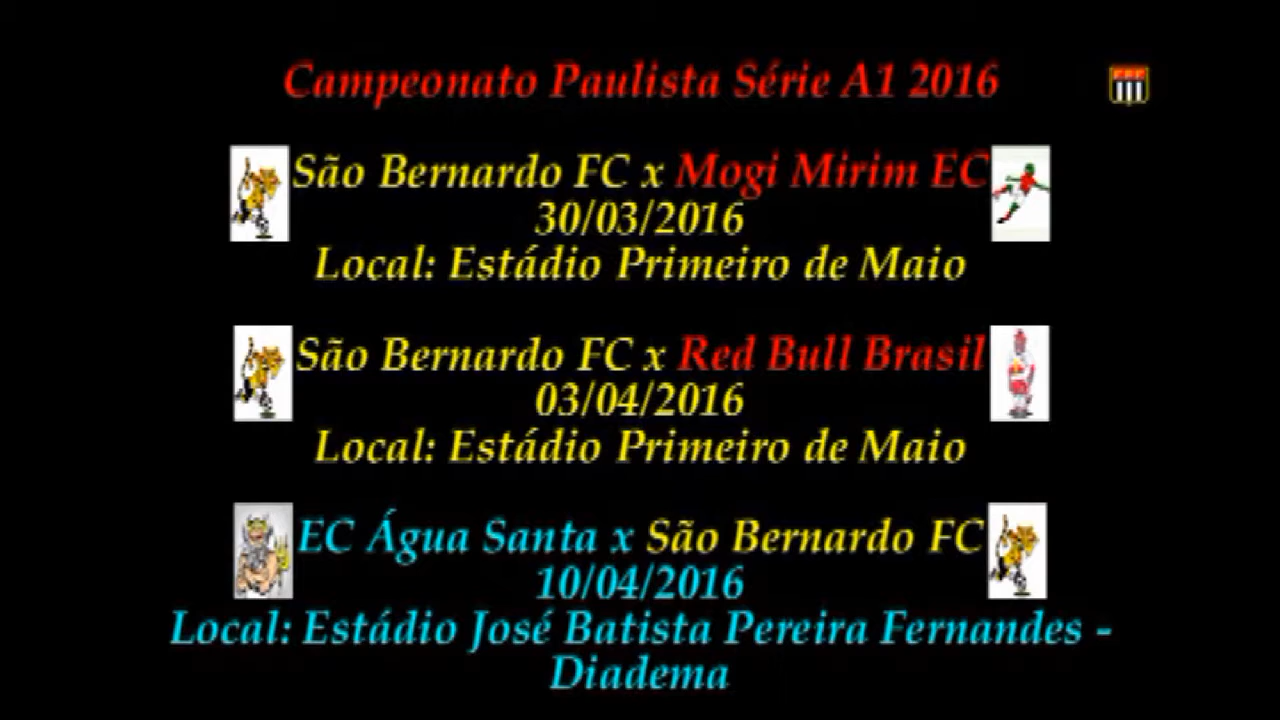 Campeonato Paulista Série A1 2016
São Bernardo FC x Mogi Mirim EC
30/03/2016
Local: Estádio Primeiro de Maio
São Bernardo FC x Red Bull Brasil
03/04/2016
Local: Estádio Primeiro de Maio
EC Água Santa x São Bernardo FC
10/04/2016
Local: Estádio José Batista Pereira Fernandes -
Diadema